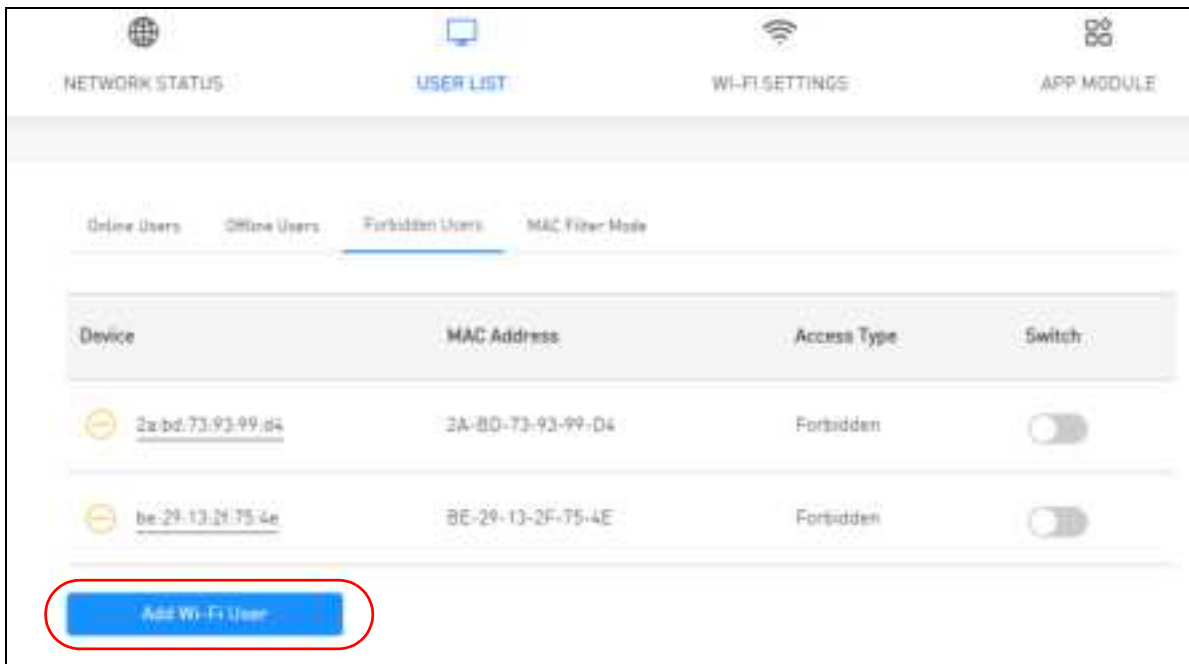 NETWORK STATUS USER LIST WI-FI SETTINGS APP MODULE
Online Users Offline Users Forbidden Users MAC Filter Mode
Device MAC Address Access Type Switch
2a:bd:73:93:99:d4 2A-BD-73-93-99-D4 Forbidden
be:29:13:2f:75:4e BE-29-13-2F-75-4E Forbidden
Add Wi-Fi User